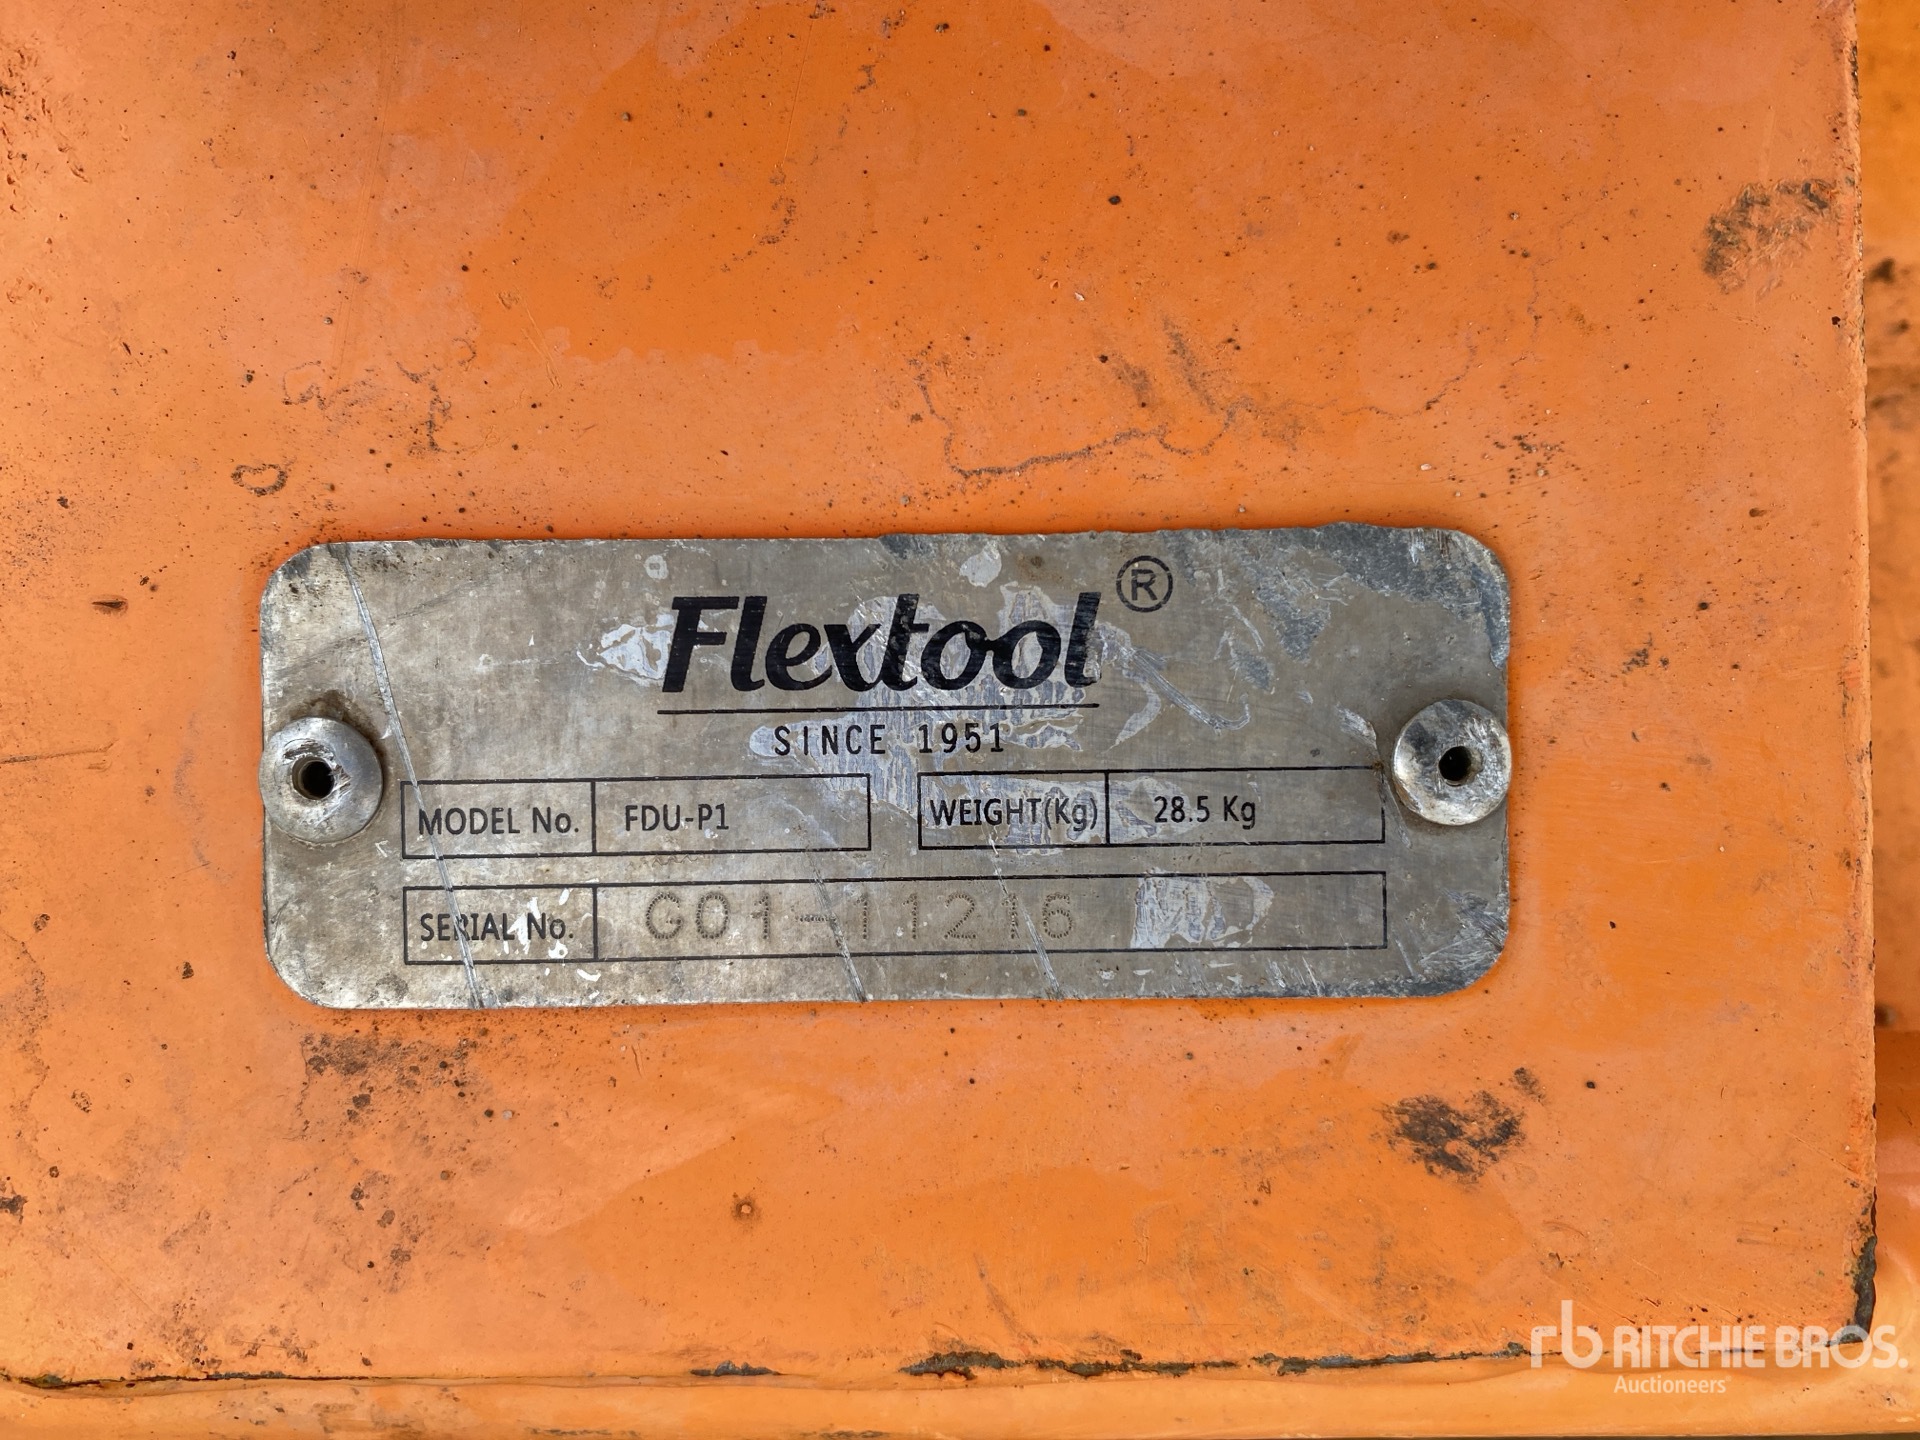 Flextool ®
SINCE 1951
MODEL No. FDU-P1 WEIGHT(Kg) 28.5 Kg
SERIAL No. G01-11216
rb RITCHIE BROS.
Auctioneers